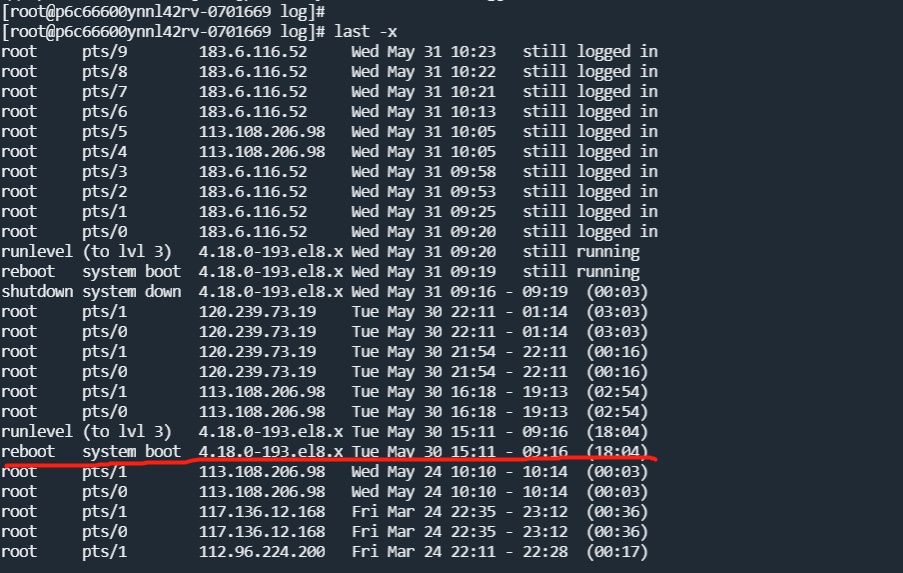 [root@p6c66600ynnl42rv-0701669 log]#
[root@p6c66600ynnl42rv-0701669 log]# last -x
root     pts/9        183.6.116.52     Wed May 31 10:23   still logged in
root     pts/8        183.6.116.52     Wed May 31 10:22   still logged in
root     pts/7        183.6.116.52     Wed May 31 10:21   still logged in
root     pts/6        183.6.116.52     Wed May 31 10:13   still logged in
root     pts/5        113.108.206.98   Wed May 31 10:05   still logged in
root     pts/4        113.108.206.98   Wed May 31 10:05   still logged in
root     pts/3        183.6.116.52     Wed May 31 09:58   still logged in
root     pts/2        183.6.116.52     Wed May 31 09:53   still logged in
root     pts/1        183.6.116.52     Wed May 31 09:25   still logged in
root     pts/0        183.6.116.52     Wed May 31 09:20   still logged in
runlevel (to lvl 3)   4.18.0-193.el8.x Wed May 31 09:20   still running
reboot   system boot  4.18.0-193.el8.x Wed May 31 09:19   still running
shutdown system down  4.18.0-193.el8.x Wed May 31 09:16 - 09:19  (00:03)
root     pts/1        120.239.73.19    Tue May 30 22:11 - 01:14  (03:03)
root     pts/0        120.239.73.19    Tue May 30 22:11 - 01:14  (03:03)
root     pts/1        120.239.73.19    Tue May 30 21:54 - 22:11  (00:16)
root     pts/0        120.239.73.19    Tue May 30 21:54 - 22:11  (00:16)
root     pts/1        113.108.206.98   Tue May 30 16:18 - 19:13  (02:54)
root     pts/0        113.108.206.98   Tue May 30 16:18 - 19:13  (02:54)
runlevel (to lvl 3)   4.18.0-193.el8.x Tue May 30 15:11 - 09:16  (18:04)
reboot   system boot  4.18.0-193.el8.x Tue May 30 15:11 - 09:16  (18:04)
root     pts/1        113.108.206.98   Wed May 24 10:10 - 10:14  (00:03)
root     pts/0        113.108.206.98   Wed May 24 10:10 - 10:14  (00:03)
root     pts/1        117.136.12.168   Fri Mar 24 22:35 - 23:12  (00:36)
root     pts/0        117.136.12.168   Fri Mar 24 22:35 - 23:12  (00:36)
root     pts/1        112.96.224.200   Fri Mar 24 22:11 - 22:28  (00:17)